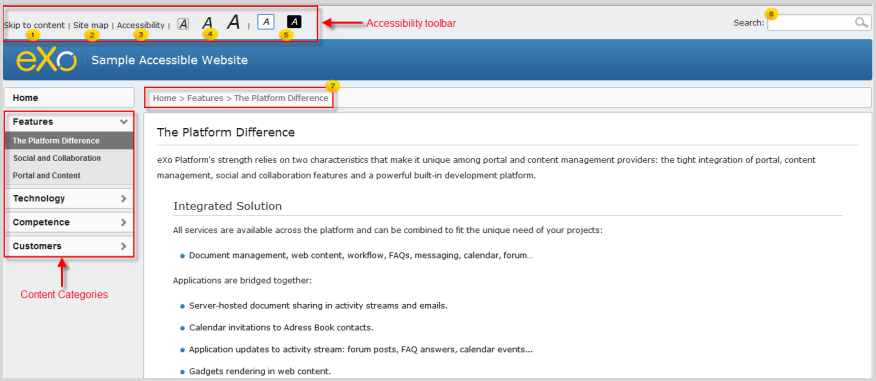 Skip to content | Site map | Accessibility | A A A | A A
1 2 3 4 5
Accessibility toolbar
Search: 6
eXo Sample Accessible Website
7
Home
Home > Features > The Platform Difference
Features
The Platform Difference
Social and Collaboration
Portal and Content
Technology
Competence
Customers
Content Categories
The Platform Difference
eXo Platform's strength relies on two characteristics that make it unique among portal and content management providers: the tight integration of portal, content
management, social and collaboration features and a powerful built-in development platform.
Integrated Solution
All services are available across the platform and can be combined to fit the unique need of your projects:
Document management, web content, workflow, FAQs, messaging, calendar, forum...
Applications are bridged together:
Server-hosted document sharing in activity streams and emails.
Calendar invitations to Adress Book contacts.
Application updates to activity stream: forum posts, FAQ answers, calendar events...
Gadgets rendering in web content.